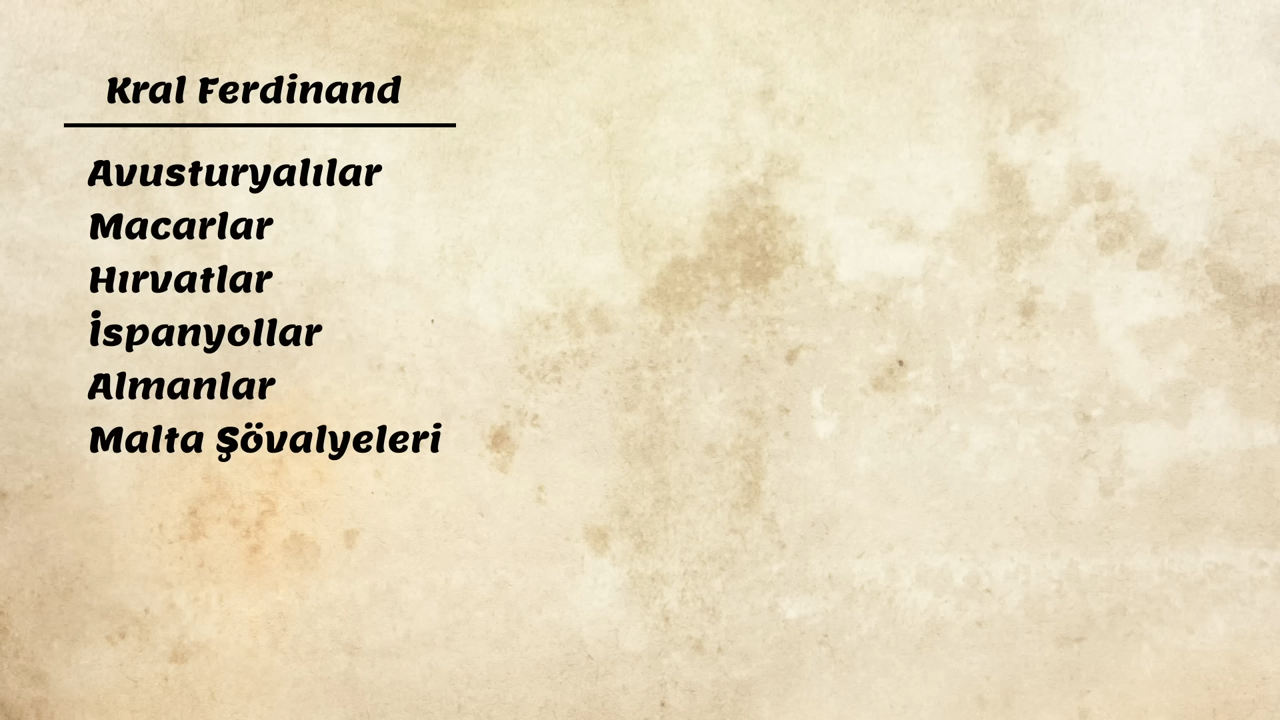 Kral Ferdinand
Avusturyalılar
Macarlar
Hırvatlar
İspanyollar
Almanlar
Malta Şövalyeleri